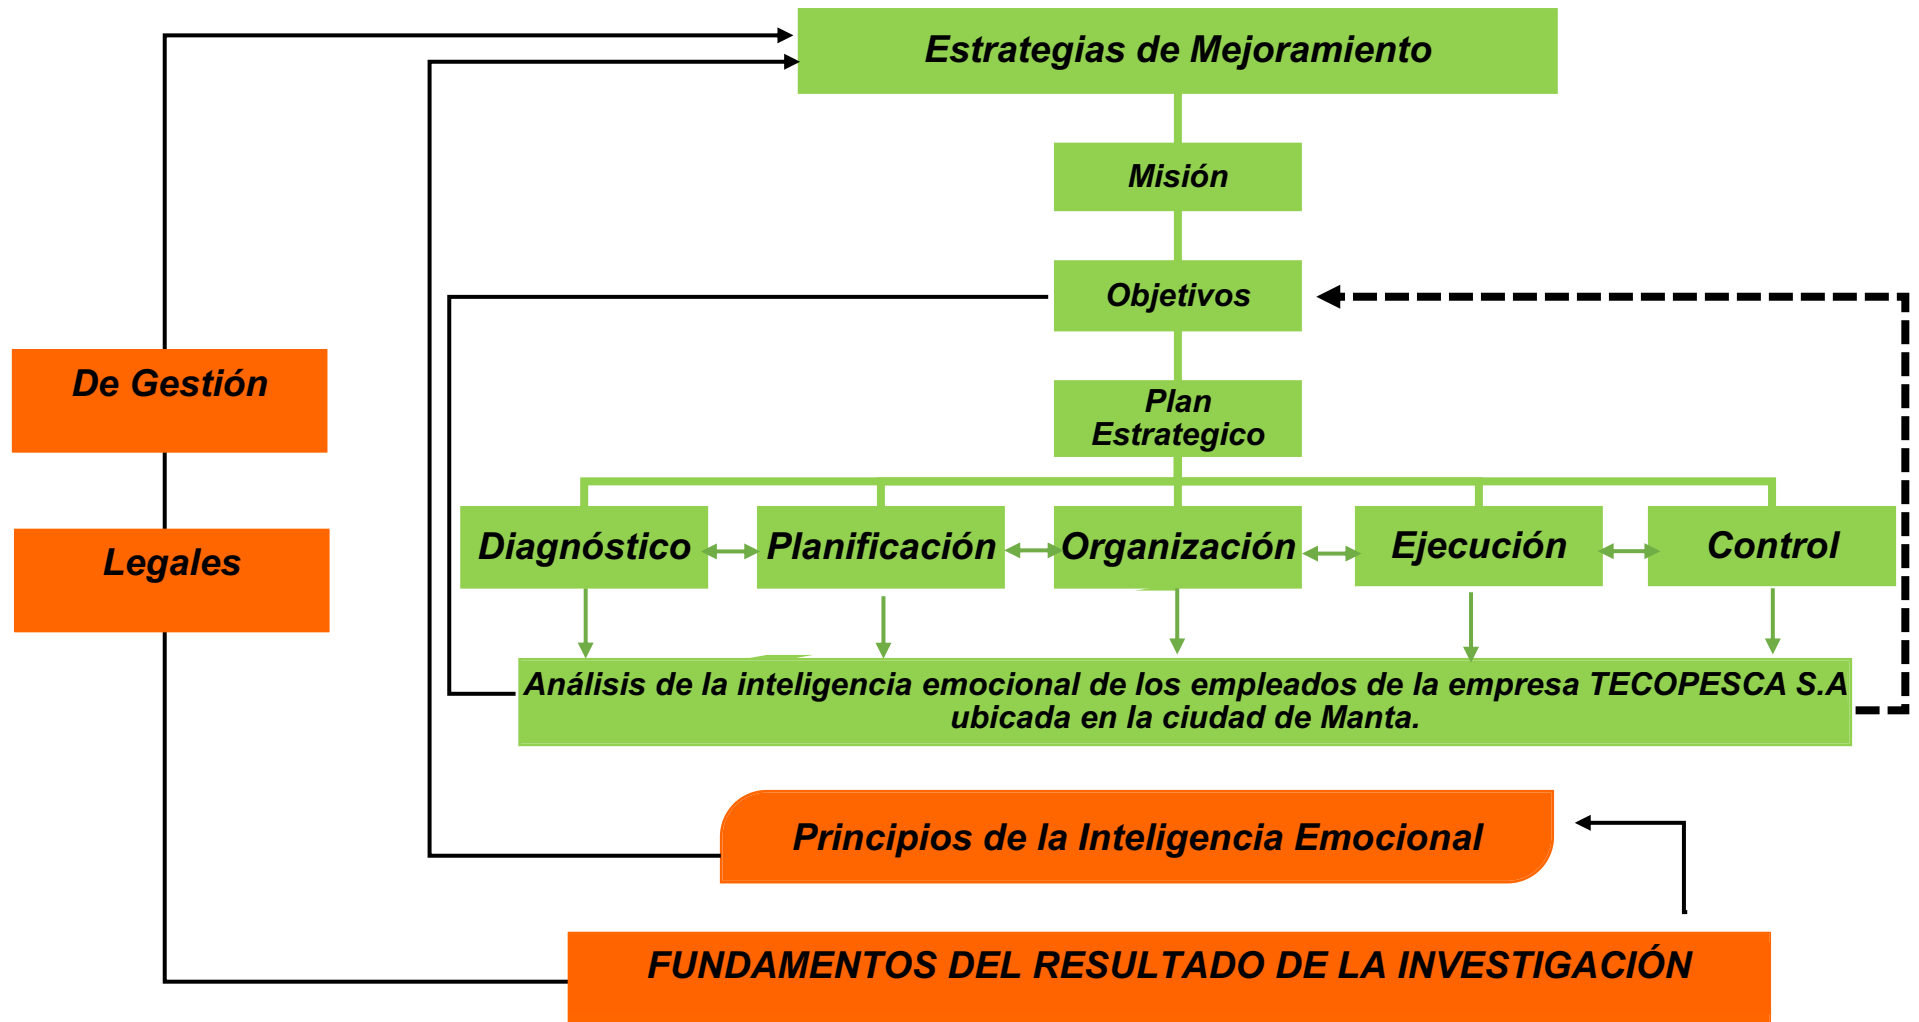 Estrategias de Mejoramiento
Misión
Objetivos
De Gestión
Plan
Estrategico
Diagnóstico
Planificación
Organización
Ejecución
Control
Legales
Análisis de la inteligencia emocional de los empleados de la empresa TECOPESCA S.A
ubicada en la ciudad de Manta.
Principios de la Inteligencia Emocional
FUNDAMENTOS DEL RESULTADO DE LA INVESTIGACIÓN